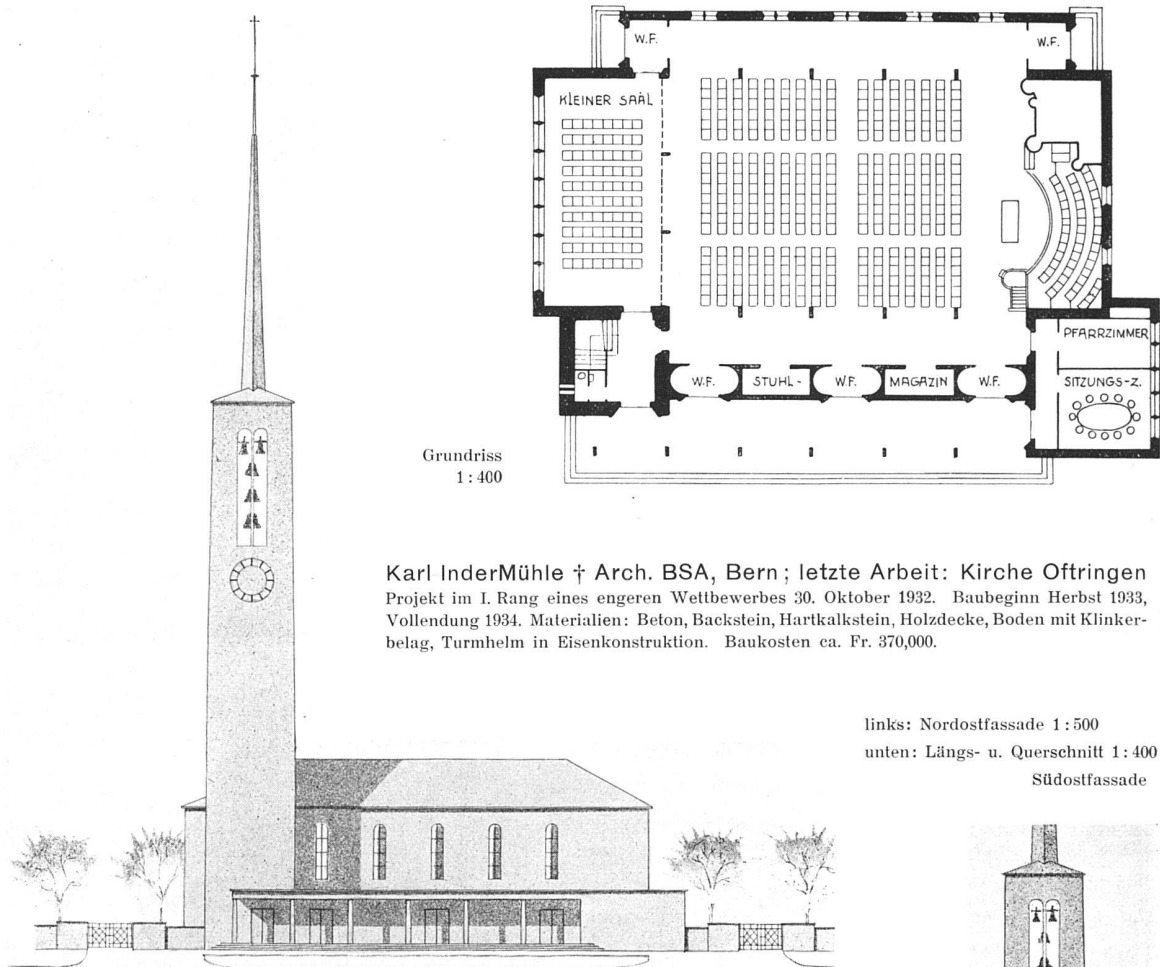 W.F.
W.F.
KLEINER SAAL
PFARRZIMMER
W.F.
STUHL-
W.F.
MAGAZIN
W.F.
SITZUNGS-Z.
Grundriss
1:400
Karl InderMühle † Arch. BSA, Bern; letzte Arbeit: Kirche Oftringen
Projekt im I. Rang eines engeren Wettbewerbes 30. Oktober 1932. Baubeginn Herbst 1933,
Vollendung 1934. Materialien: Beton, Backstein, Hartkalkstein, Holzdecke, Boden mit Klinker-
belag, Turmhelm in Eisenkonstruktion. Baukosten ca. Fr. 370,000.
links: Nordostfassade 1:500
unten: Längs- u. Querschnitt 1:400
Südostfassade